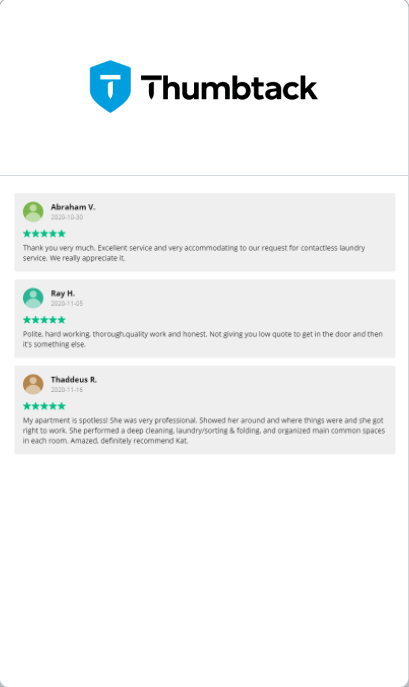 Thumbtack
Abraham V.
2020-10-30
Thank you very much. Excellent service and very accommodating to our request for contactless laundry
service. We really appreciate it.
Ray H.
2020-11-05
Polite, hard working, thorough,quality work and honest. Not giving you low quote to get in the door and then
it's something else.
Thaddeus R.
2020-11-16
My apartment is spotless! She was very professional. Showed her around and where things were and she got
right to work. She performed a deep cleaning, laundry/sorting & folding, and organized main common spaces
in each room. Amazed, definitely recommend Kat.